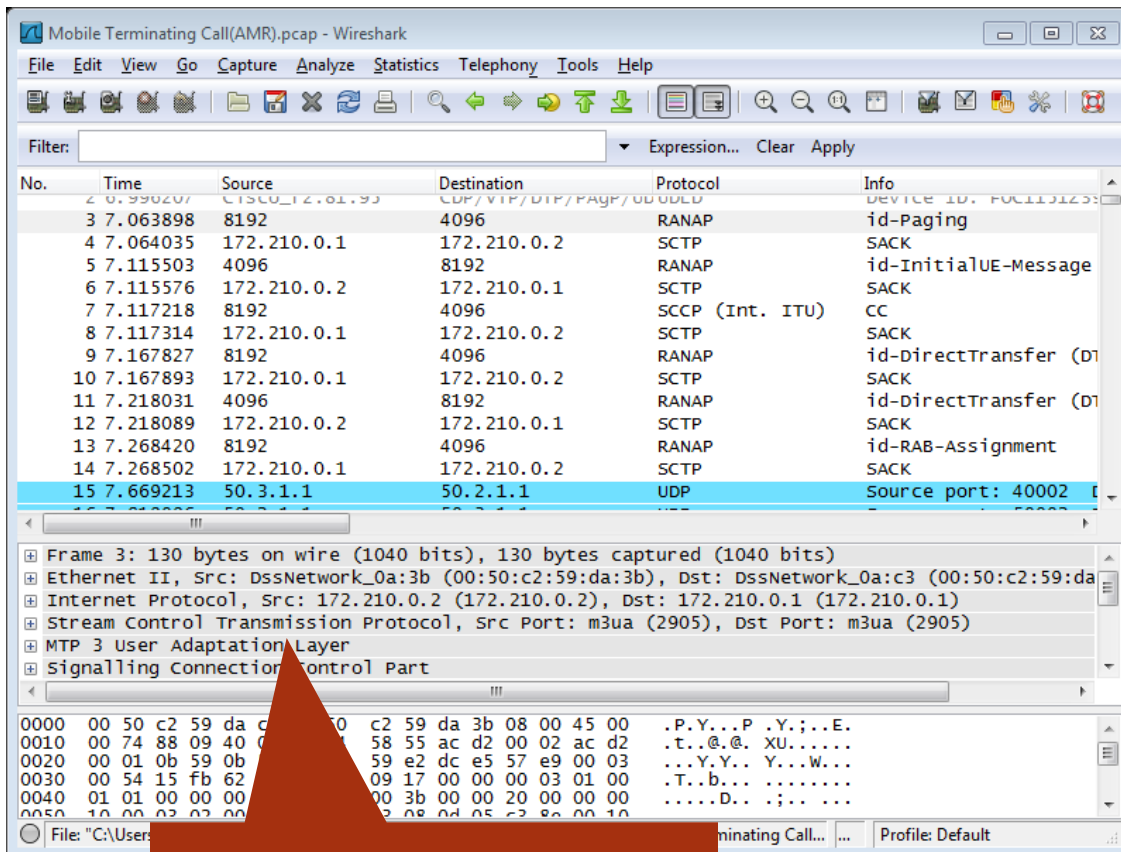 Mobile Terminating Call(AMR).pcap - Wireshark
File Edit View Go Capture Analyze Statistics Telephony Tools Help
Filter: Expression... Clear Apply
No. Time Source Destination Protocol Info
3 7.063898 8192 4096 RANAP id-Paging
4 7.064035 172.210.0.1 172.210.0.2 SCTP SACK
5 7.115503 4096 8192 RANAP id-InitialUE-Message
6 7.115576 172.210.0.2 172.210.0.1 SCTP SACK
7 7.117218 8192 4096 SCCP (Int. ITU) CC
8 7.117314 172.210.0.1 172.210.0.2 SCTP SACK
9 7.167827 8192 4096 RANAP id-DirectTransfer
10 7.167893 172.210.0.1 172.210.0.2 SCTP SACK
11 7.218031 4096 8192 RANAP id-DirectTransfer
12 7.218089 172.210.0.2 172.210.0.1 SCTP SACK
13 7.268420 8192 4096 RANAP id-RAB-Assignment
14 7.268502 172.210.0.1 172.210.0.2 SCTP SACK
15 7.669213 50.3.1.1 50.2.1.1 UDP Source port: 40002
Frame 3: 130 bytes on wire (1040 bits), 130 bytes captured (1040 bits)
Ethernet II, Src: DssNetwork_0a:3b (00:50:c2:59:da:3b), Dst: DssNetwork_0a:c3 (00:50:c2:59:da
Internet Protocol, Src: 172.210.0.2 (172.210.0.2), Dst: 172.210.0.1 (172.210.0.1)
Stream Control Transmission Protocol, Src Port: m3ua (2905), Dst Port: m3ua (2905)
MTP 3 User Adaptation Layer
Signalling Connection Control Part
0000 00 50 c2 59 da c2 59 da 3b 08 00 45 00 .P.Y...P .Y.;..E.
0010 00 74 88 09 40 58 55 ac d2 00 02 ac d2 .t..@.@. XU......
0020 00 01 0b 59 0b 59 e2 dc e5 57 e9 00 03 ...Y.Y.. Y...W...
0030 00 54 15 fb 62 09 17 00 00 00 03 01 00 .T..b... ........
0040 01 01 00 00 00 00 3b 00 00 20 00 00 00 .....D.. .;.. ...
File: "C:\Users minating Call... ... Profile: Default